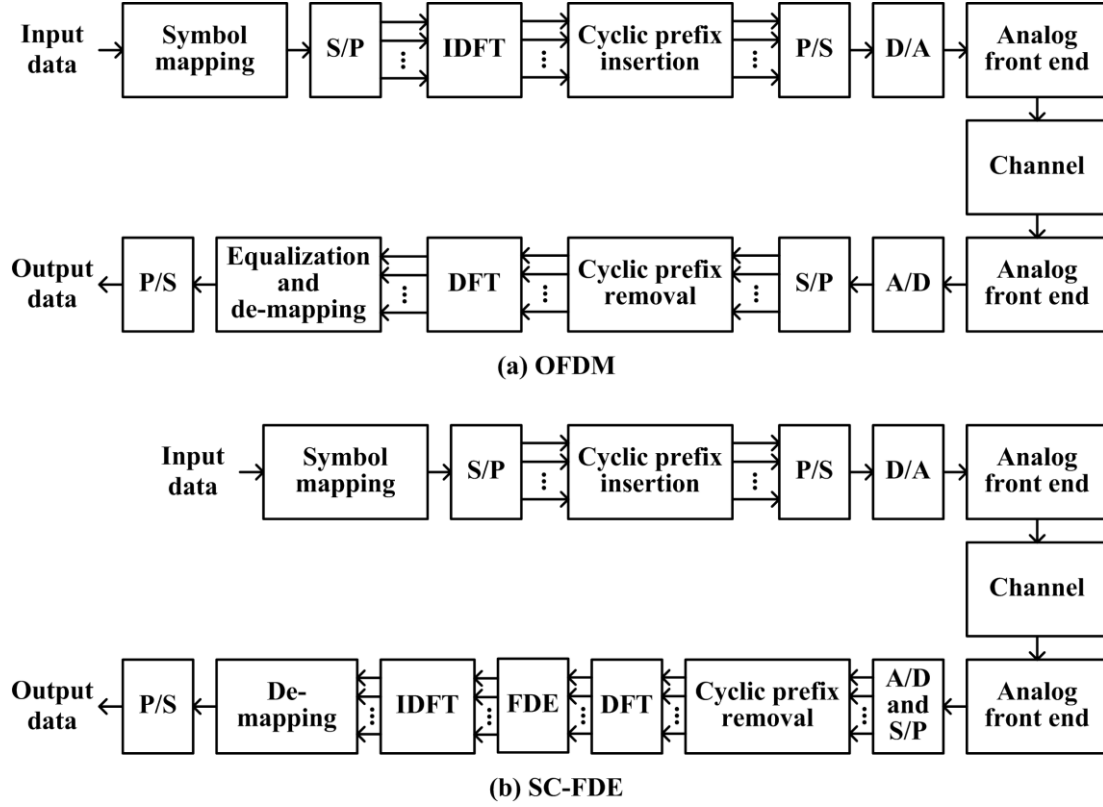 Input
data
Symbol
mapping
S/P
IDFT
Cyclic prefix
insertion
P/S
D/A
Analog
front end
Channel
Output
data
P/S
Equalization
and
de-mapping
DFT
Cyclic prefix
removal
S/P
A/D
Analog
front end
(a) OFDM
Input
data
Symbol
mapping
S/P
Cyclic prefix
insertion
P/S
D/A
Analog
front end
Channel
Output
data
P/S
De-
mapping
IDFT
FDE
DFT
Cyclic prefix
removal
A/D
and
S/P
Analog
front end
(b) SC-FDE